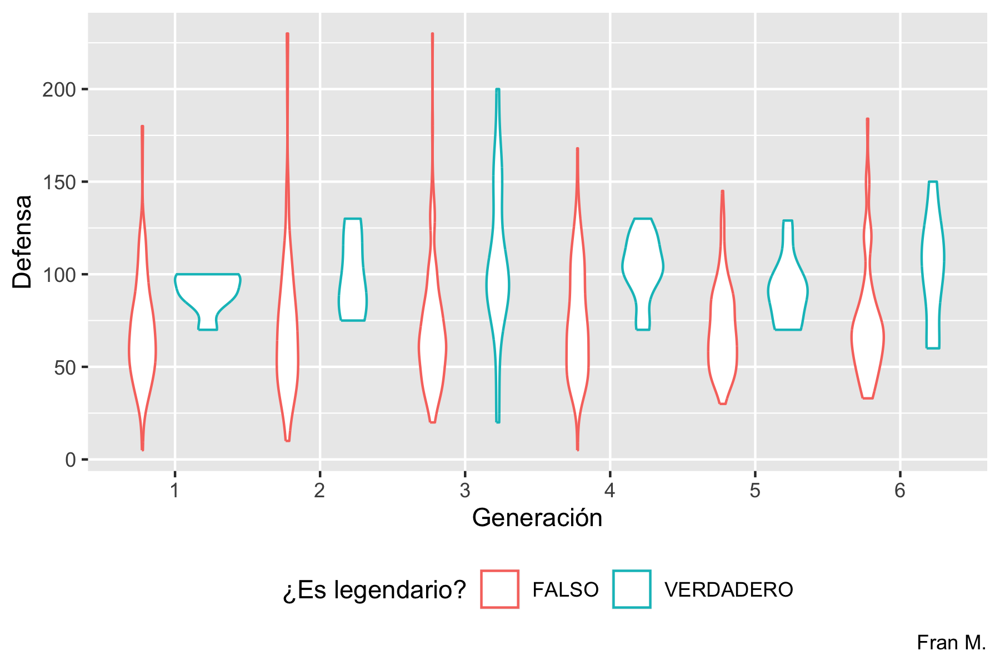 Defensa
200
150
100
50
0
1 2 3 4 5 6
Generación
¿Es legendario? FALSO VERDADERO
Fran M.